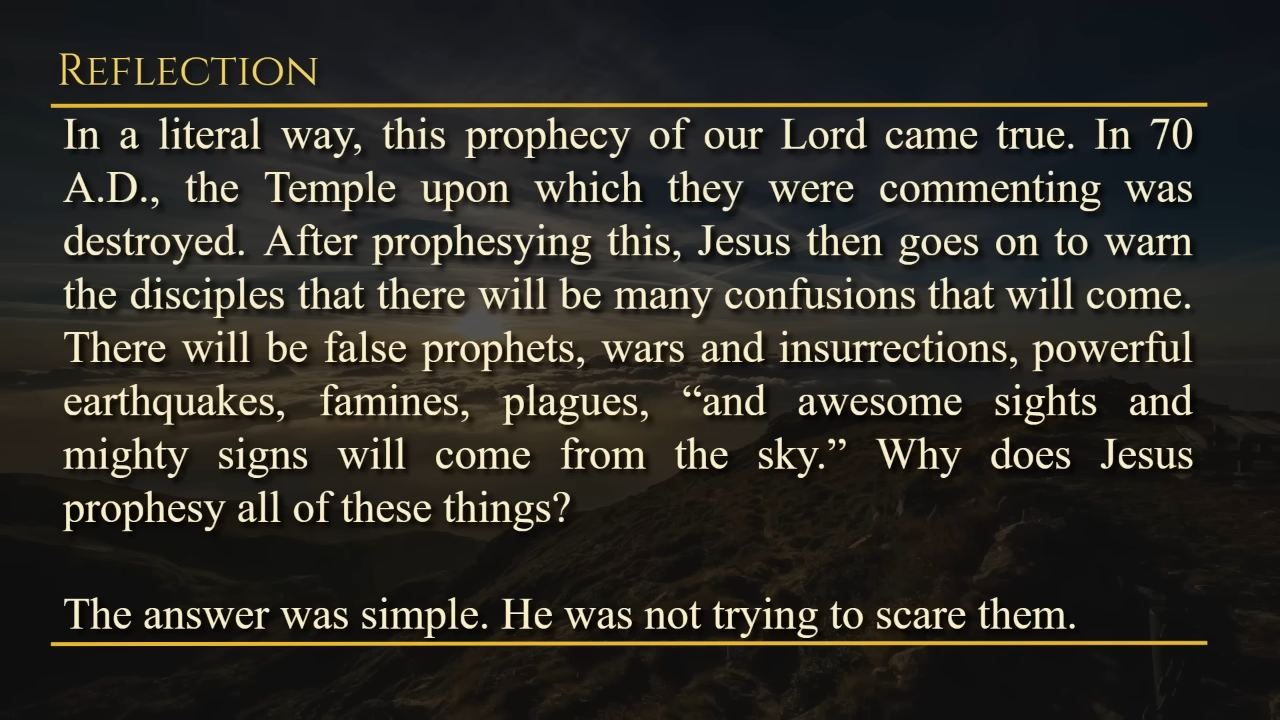 Reflection
In a literal way, this prophecy of our Lord came true. In 70
A.D., the Temple upon which they were commenting was
destroyed. After prophesying this, Jesus then goes on to warn
the disciples that there will be many confusions that will come.
There will be false prophets, wars and insurrections, powerful
earthquakes, famines, plagues, “and awesome sights and
mighty signs will come from the sky.” Why does Jesus
prophesy all of these things?
The answer was simple. He was not trying to scare them.